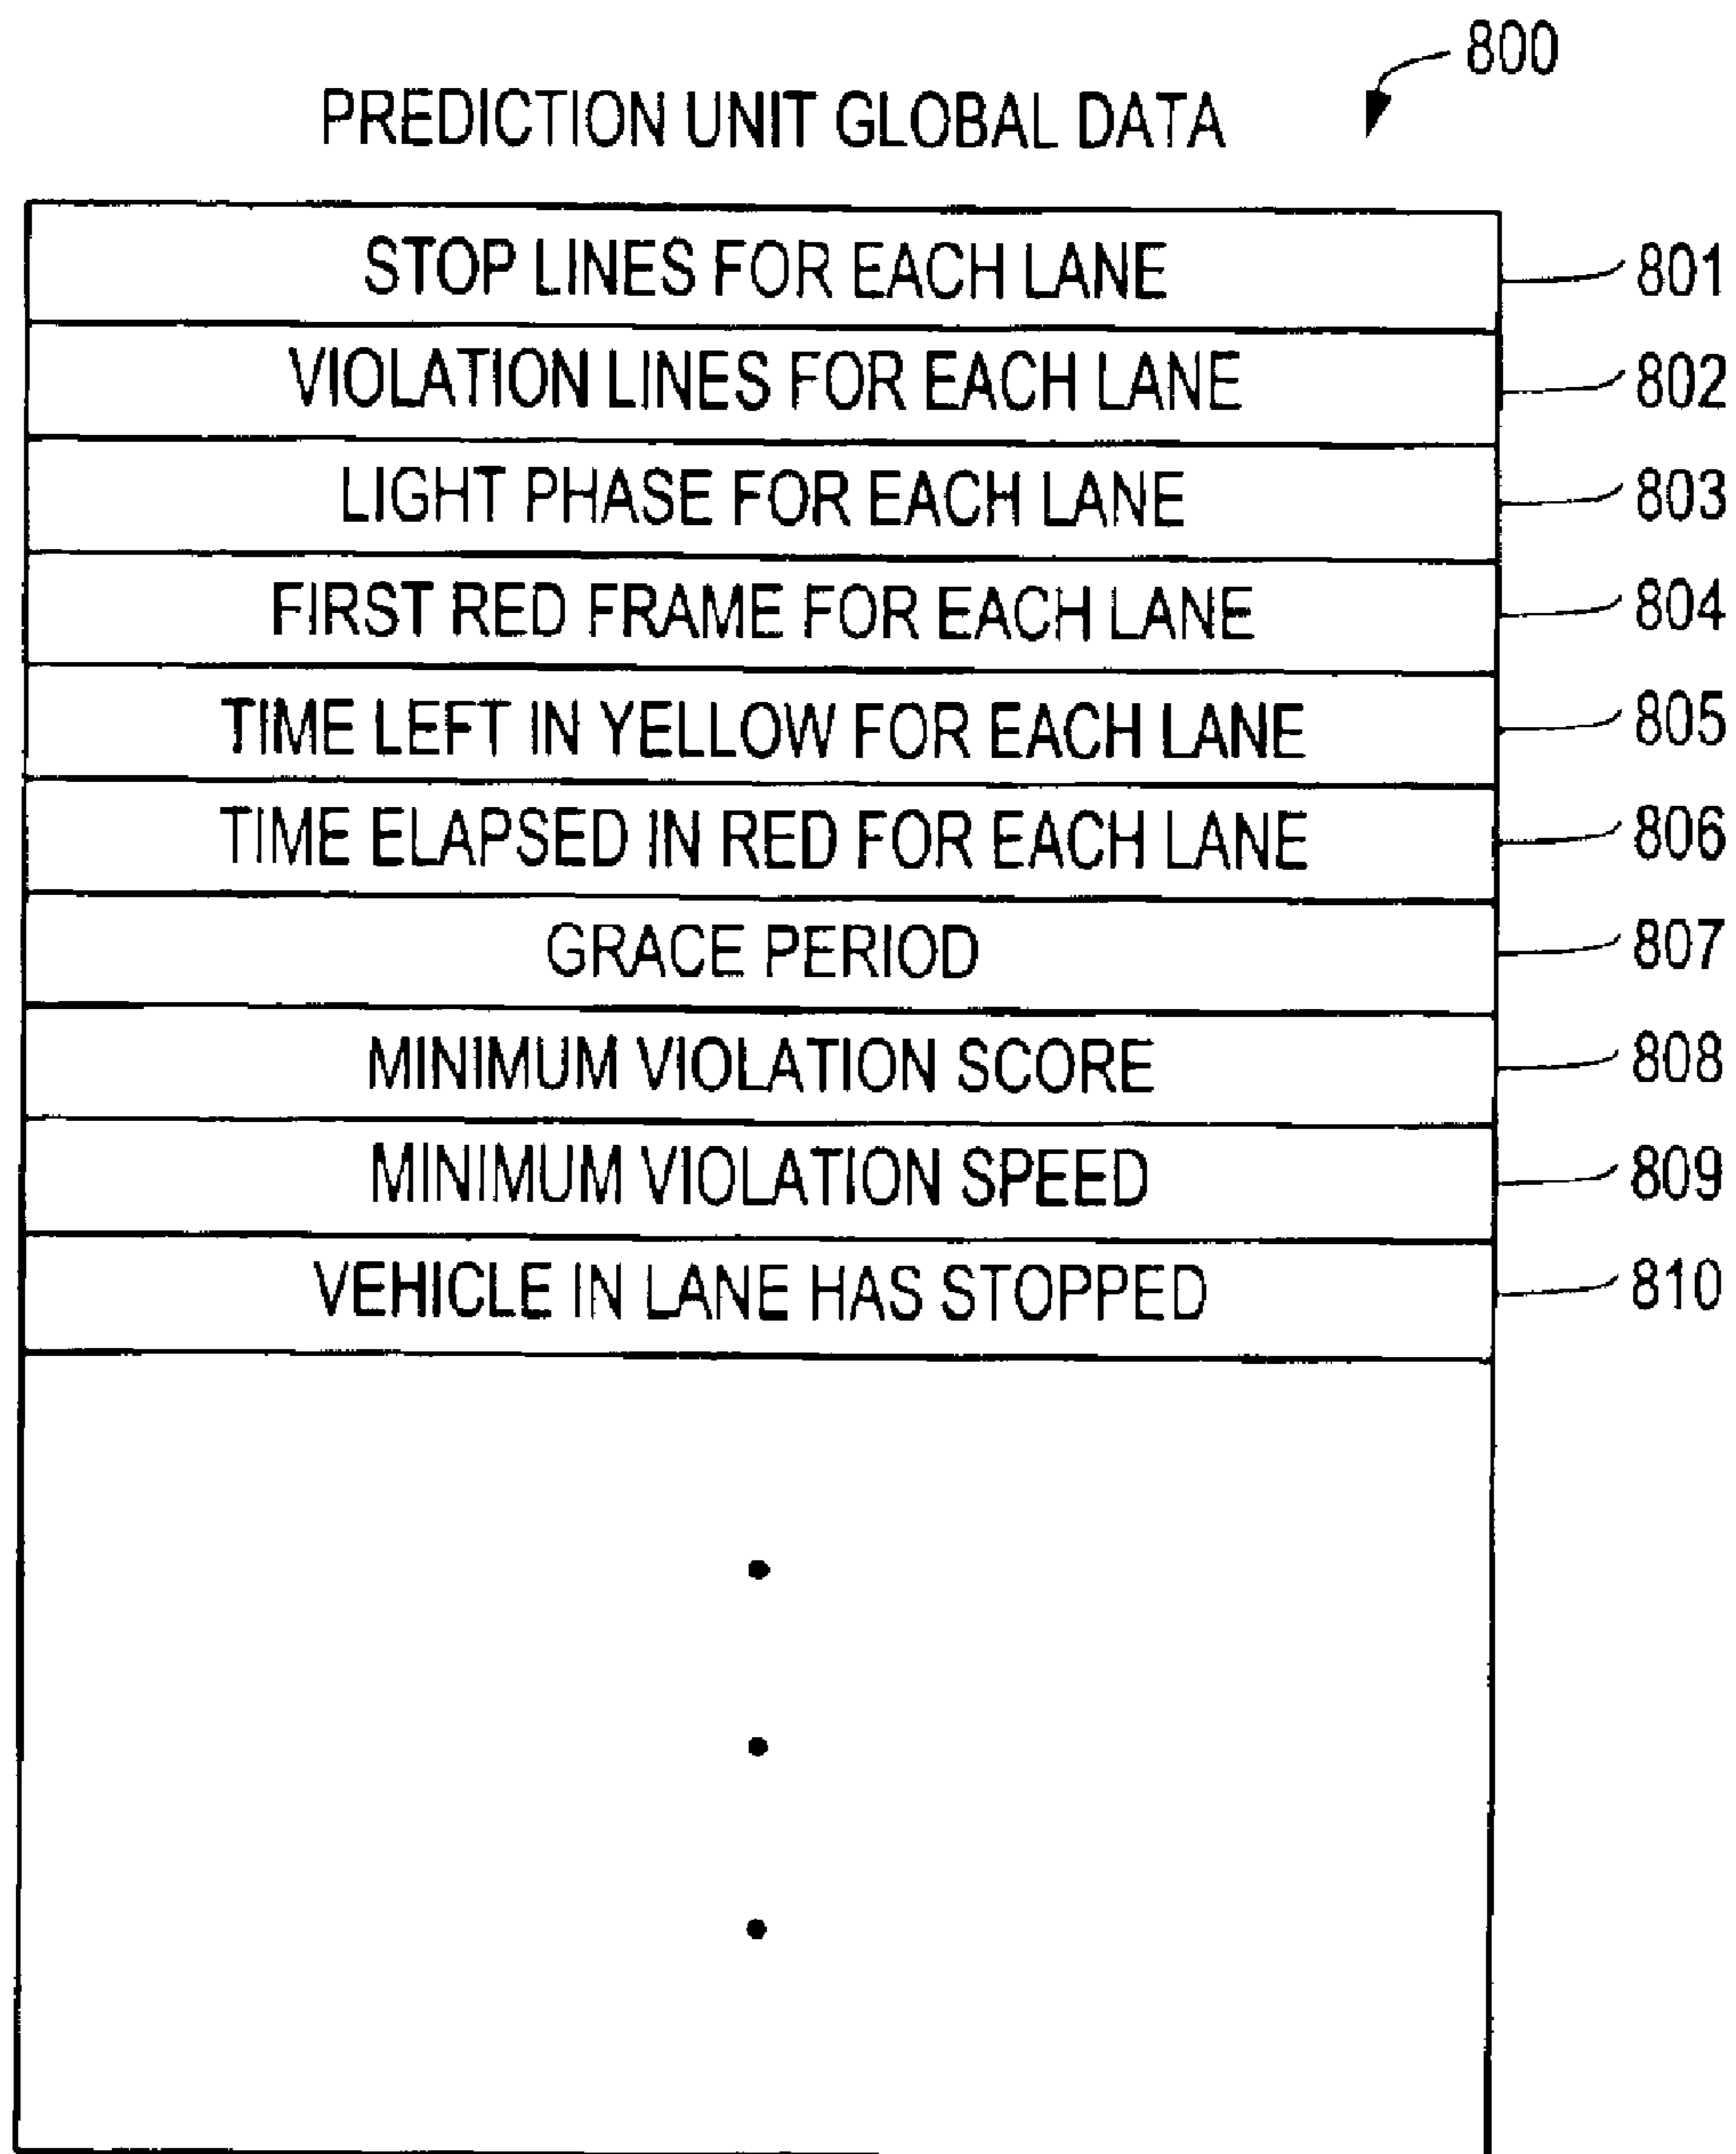 800
PREDICTION UNIT GLOBAL DATA
STOP LINES FOR EACH LANE 801
VIOLATION LINES FOR EACH LANE 802
LIGHT PHASE FOR EACH LANE 803
FIRST RED FRAME FOR EACH LANE 804
TIME LEFT IN YELLOW FOR EACH LANE 805
TIME ELAPSED IN RED FOR EACH LANE 806
GRACE PERIOD 807
MINIMUM VIOLATION SCORE 808
MINIMUM VIOLATION SPEED 809
VEHICLE IN LANE HAS STOPPED 810